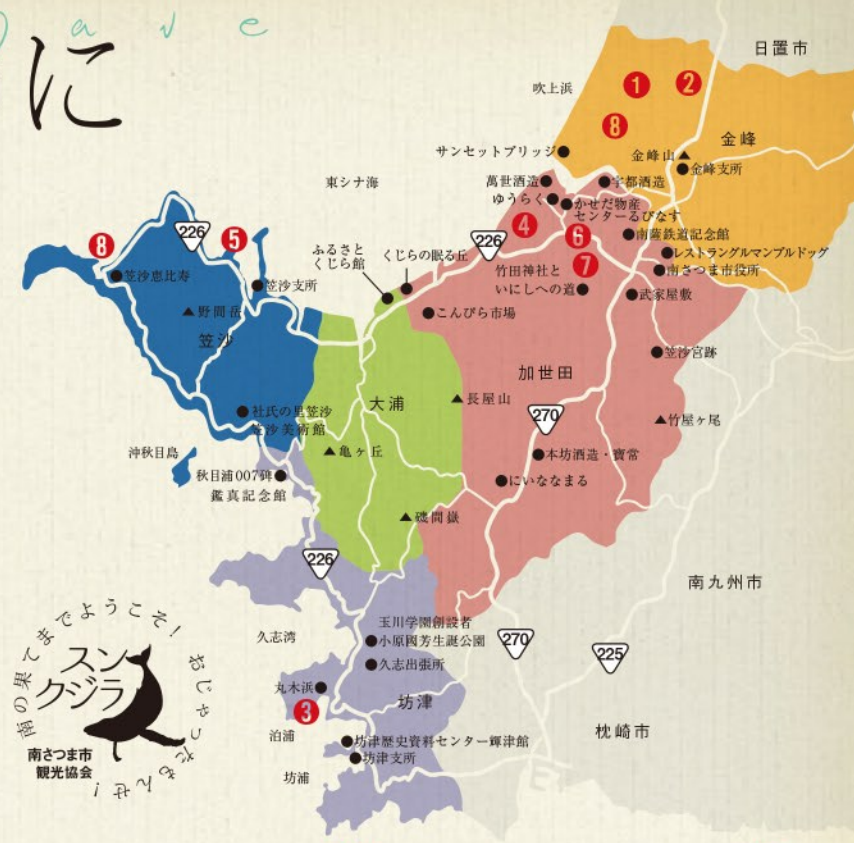 a v e
に
日置市
吹上浜
1
2
8
金峰
サンセットブリッジ
金峰山
金峰支所
東シナ海
萬世酒造
宇都酒造
ゆうらく
かせだ物産
センターるぴなす
226
8
5
226
4
6
南薩鉄道記念館
レストラングルマンブルドッグ
南さつま市役所
ふるさと
くじら館
くじらの眠る丘
7
竹田神社と
いにしへの道
武家屋敷
笠沙恵比寿
笠沙支所
野間岳
笠沙
こんぴら市場
笠沙宮跡
加世田
大浦
長屋山
270
竹屋ヶ尾
杜氏の里笠沙
笠沙美術館
亀ヶ丘
本坊酒造・寶常
沖秋目島
秋目浦007碑
鑑真記念館
にいななまる
磯間嶽
226
南九州市
玉川学園創設者
小原國芳生誕公園
久志湾
久志出張所
270
225
丸木浜
3
坊津
泊浦
枕崎市
坊津歴史資料センター輝津館
坊津支所
坊浦
南の果てまでようこそ!
おじゃったもんせ!
スン
クジラ
南さつま市
観光協会